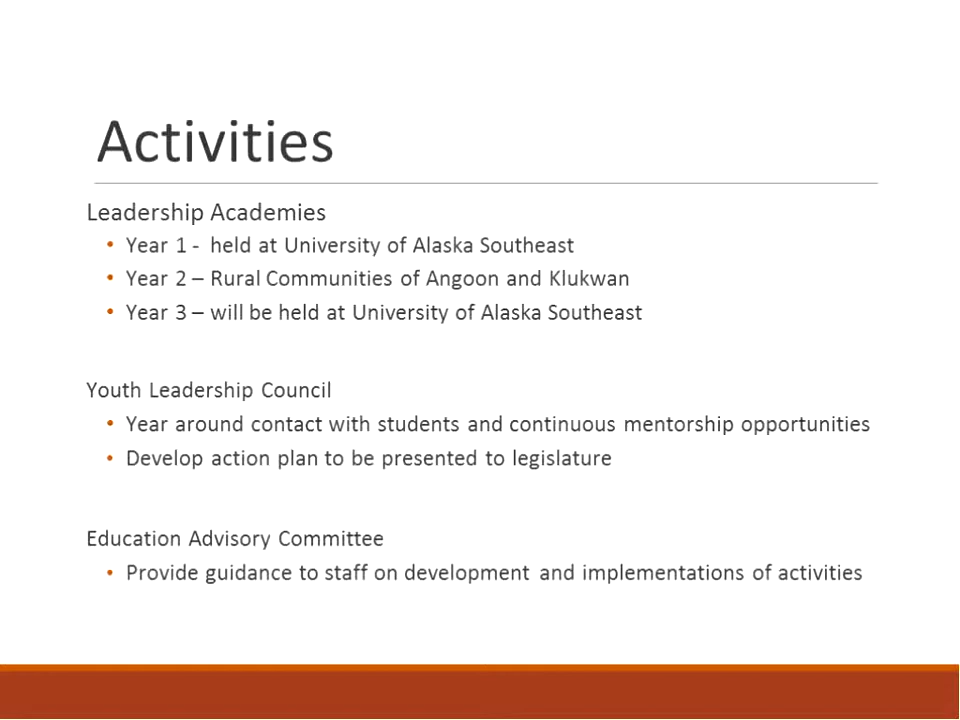 Activities
Leadership Academies
• Year 1 - held at University of Alaska Southeast
• Year 2 – Rural Communities of Angoon and Klukwan
• Year 3 – will be held at University of Alaska Southeast
Youth Leadership Council
• Year around contact with students and continuous mentorship opportunities
• Develop action plan to be presented to legislature
Education Advisory Committee
• Provide guidance to staff on development and implementations of activities